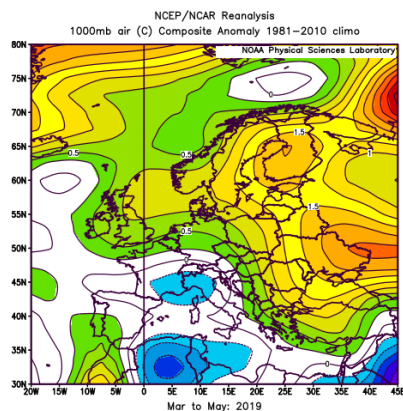 NCEP/NCAR Reanalysis
1000mb air (C) Composite Anomaly 1981-2010 climo
NOAA Physical Sciences Laboratory
80N
75N
70N
65N
60N
55N
50N
45N
40N
35N
30N
0
1.5
0.5
0.5
1
1.5
0.5
0
0
20W 15W 10W 5W 0 5E 10E 15E 20E 25E 30E 35E 40E 45E
Mar to May: 2019